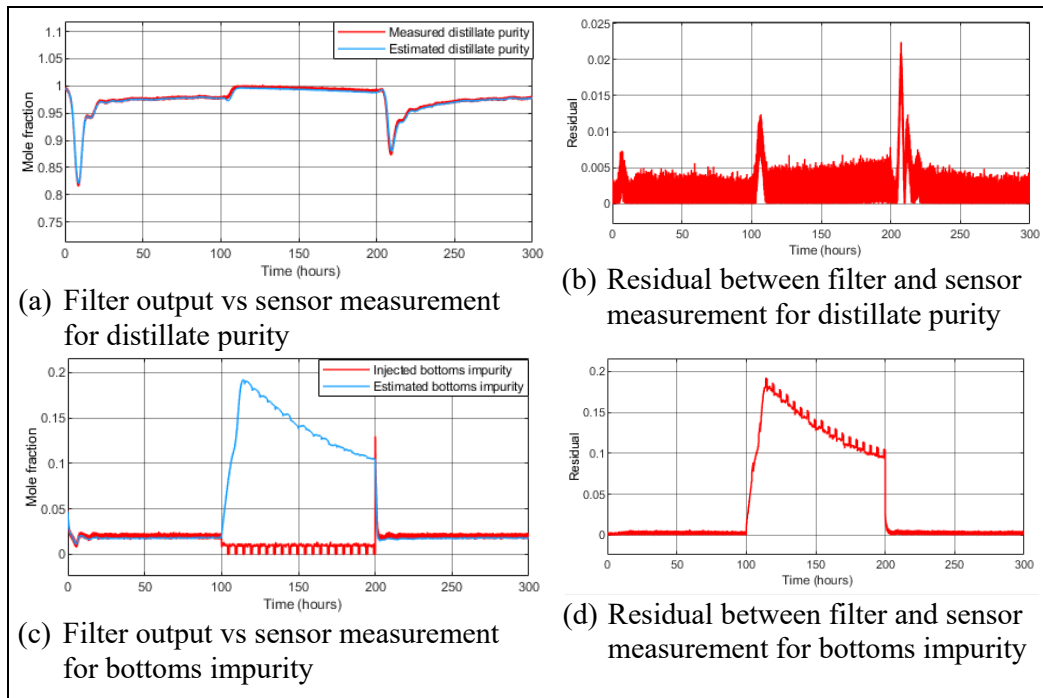 Measured distillate purity
Estimated distillate purity
1.1
1.05
1
0.95
0.9
0.85
0.8
0.75
Mole fraction
0 50 100 150 200 250 300
Time (hours)
(a) Filter output vs sensor measurement
for distillate purity
0.025
0.02
0.015
0.01
0.005
0
Residual
0 50 100 150 200 250 300
Time (hours)
(b) Residual between filter and sensor
measurement for distillate purity
Injected bottoms impurity
Estimated bottoms impurity
0.2
0.15
0.1
0.05
0
Mole fraction
0 50 100 150 200 250 300
Time (hours)
(c) Filter output vs sensor measurement
for bottoms impurity
0.2
0.15
0.1
0.05
0
Residual
0 50 100 150 200 250 300
Time (hours)
(d) Residual between filter and sensor
measurement for bottoms impurity